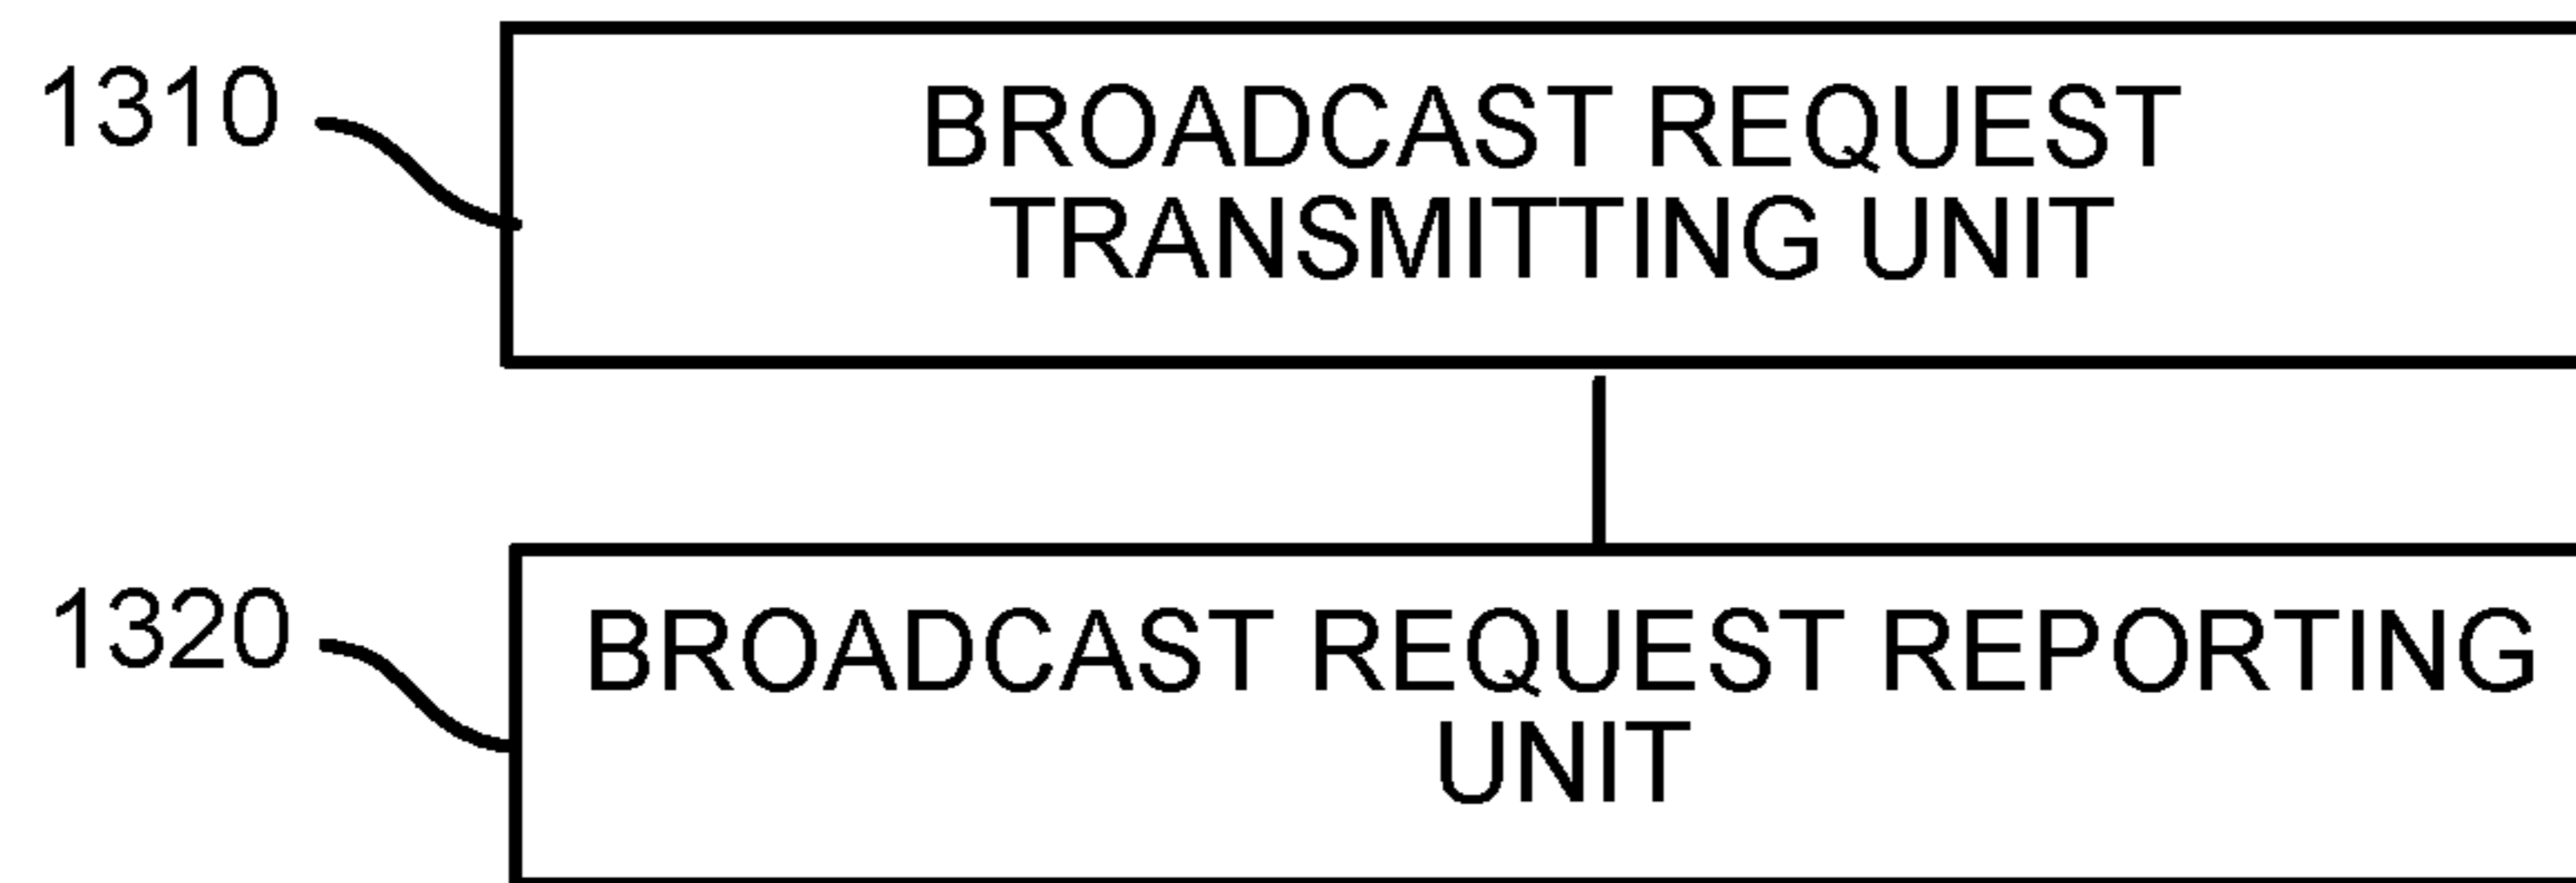 1310
BROADCAST REQUEST
TRANSMITTING UNIT
1320
BROADCAST REQUEST REPORTING
UNIT